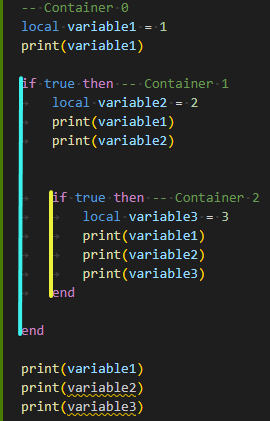 -- Container 0
local variable1 = 1
print(variable1)
if true then -- Container 1
local variable2 = 2
print(variable1)
print(variable2)
if true then -- Container 2
local variable3 = 3
print(variable1)
print(variable2)
print(variable3)
end
end
print(variable1)
print(variable2)
print(variable3)